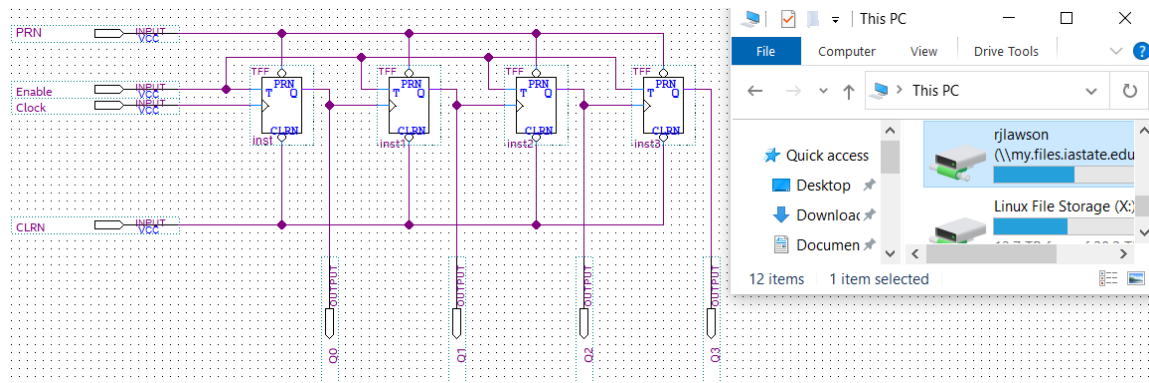 PRN
INPUT
VCC
Enable
INPUT
VCC
Clock
INPUT
VCC
CLRN
INPUT
VCC
TFF
PRN
T Q
CLRN
inst
TFF
PRN
T Q
CLRN
inst1
TFF
PRN
T Q
CLRN
inst2
TFF
PRN
T Q
CLRN
inst3
OUTPUT
Q0
OUTPUT
Q1
OUTPUT
Q2
OUTPUT
Q3
This PC
File Computer View Drive Tools
This PC
Quick access
Desktop
Downloac
Documen
rjlawson
(\\my.files.iastate.edu
Linux File Storage (X:)
12 items 1 item selected